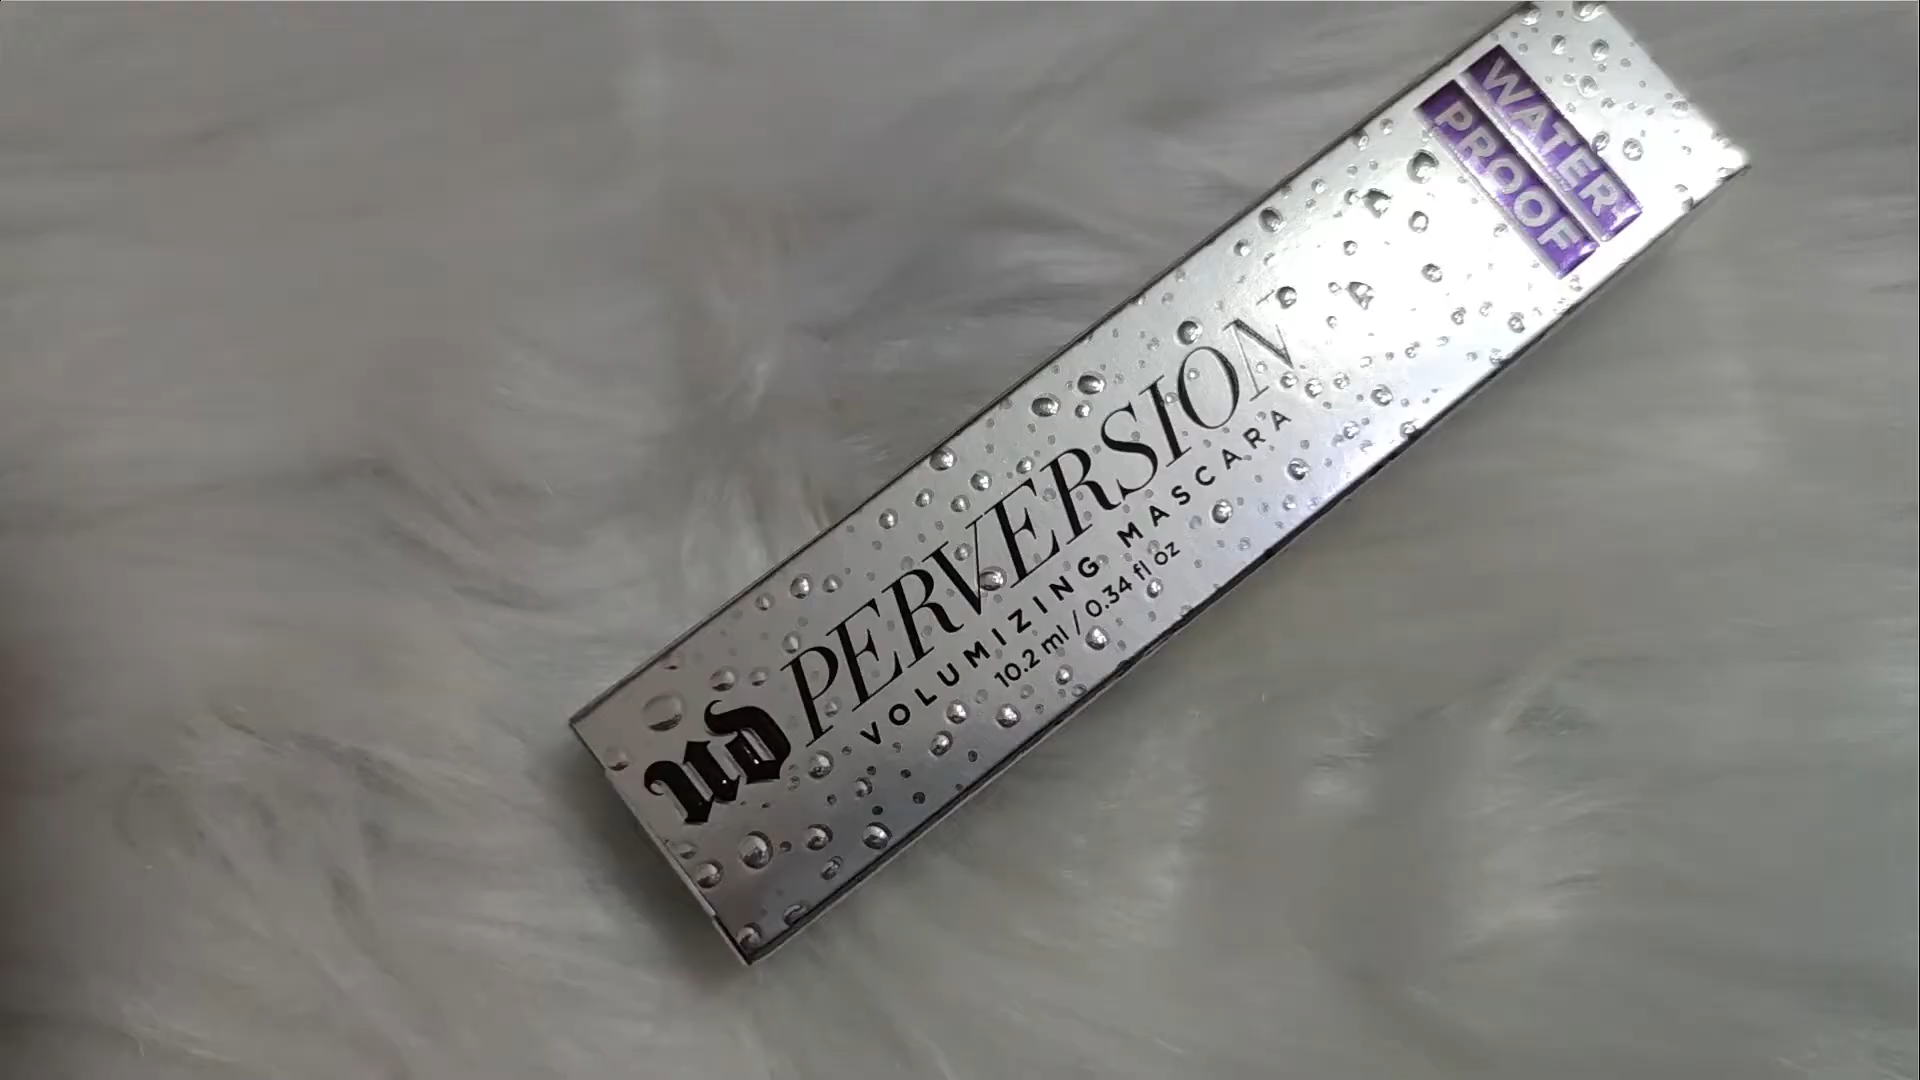 UD PERVERSION
VOLUMIZING MASCARA
10.2 ml / 0.34 fl oz
WATER
PROOF